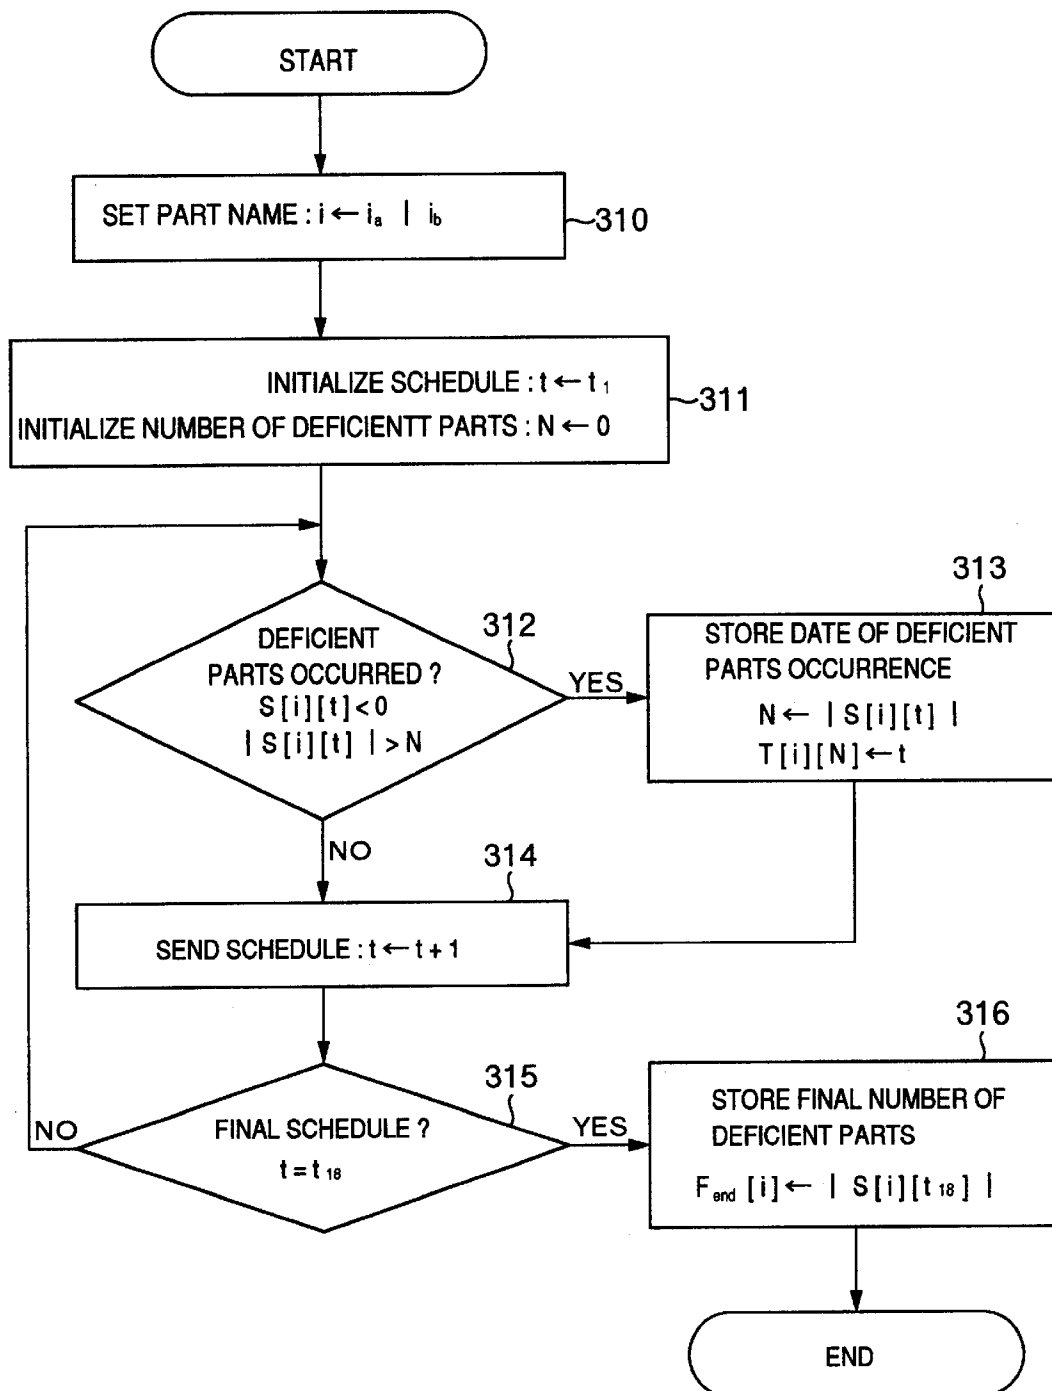 START
SET PART NAME : i ← iₐ | i_b
310
INITIALIZE SCHEDULE : t ← t₁
INITIALIZE NUMBER OF DEFICIENTT PARTS : N ← 0
311
DEFICIENT
PARTS OCCURRED ?
S[i][t]<0
| S[i][t] | > N
312
YES
NO
313
STORE DATE OF DEFICIENT
PARTS OCCURRENCE
N ← | S[i][t] |
T[i][N] ← t
314
SEND SCHEDULE : t ← t + 1
315
FINAL SCHEDULE ?
t = t₁₈
NO
YES
316
STORE FINAL NUMBER OF
DEFICIENT PARTS
F_end [i] ← | S[i][t₁₈] |
END